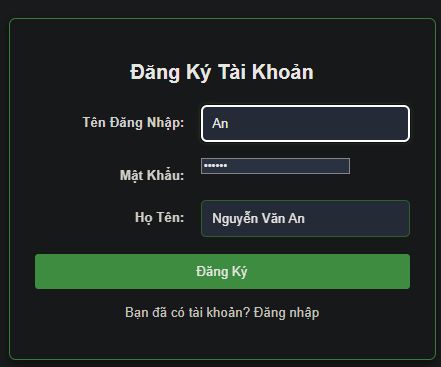 Đăng Ký Tài Khoản
Tên Đăng Nhập: An
Mật Khẩu: ••••••
Họ Tên: Nguyễn Văn An
Đăng Ký
Bạn đã có tài khoản? Đăng nhập